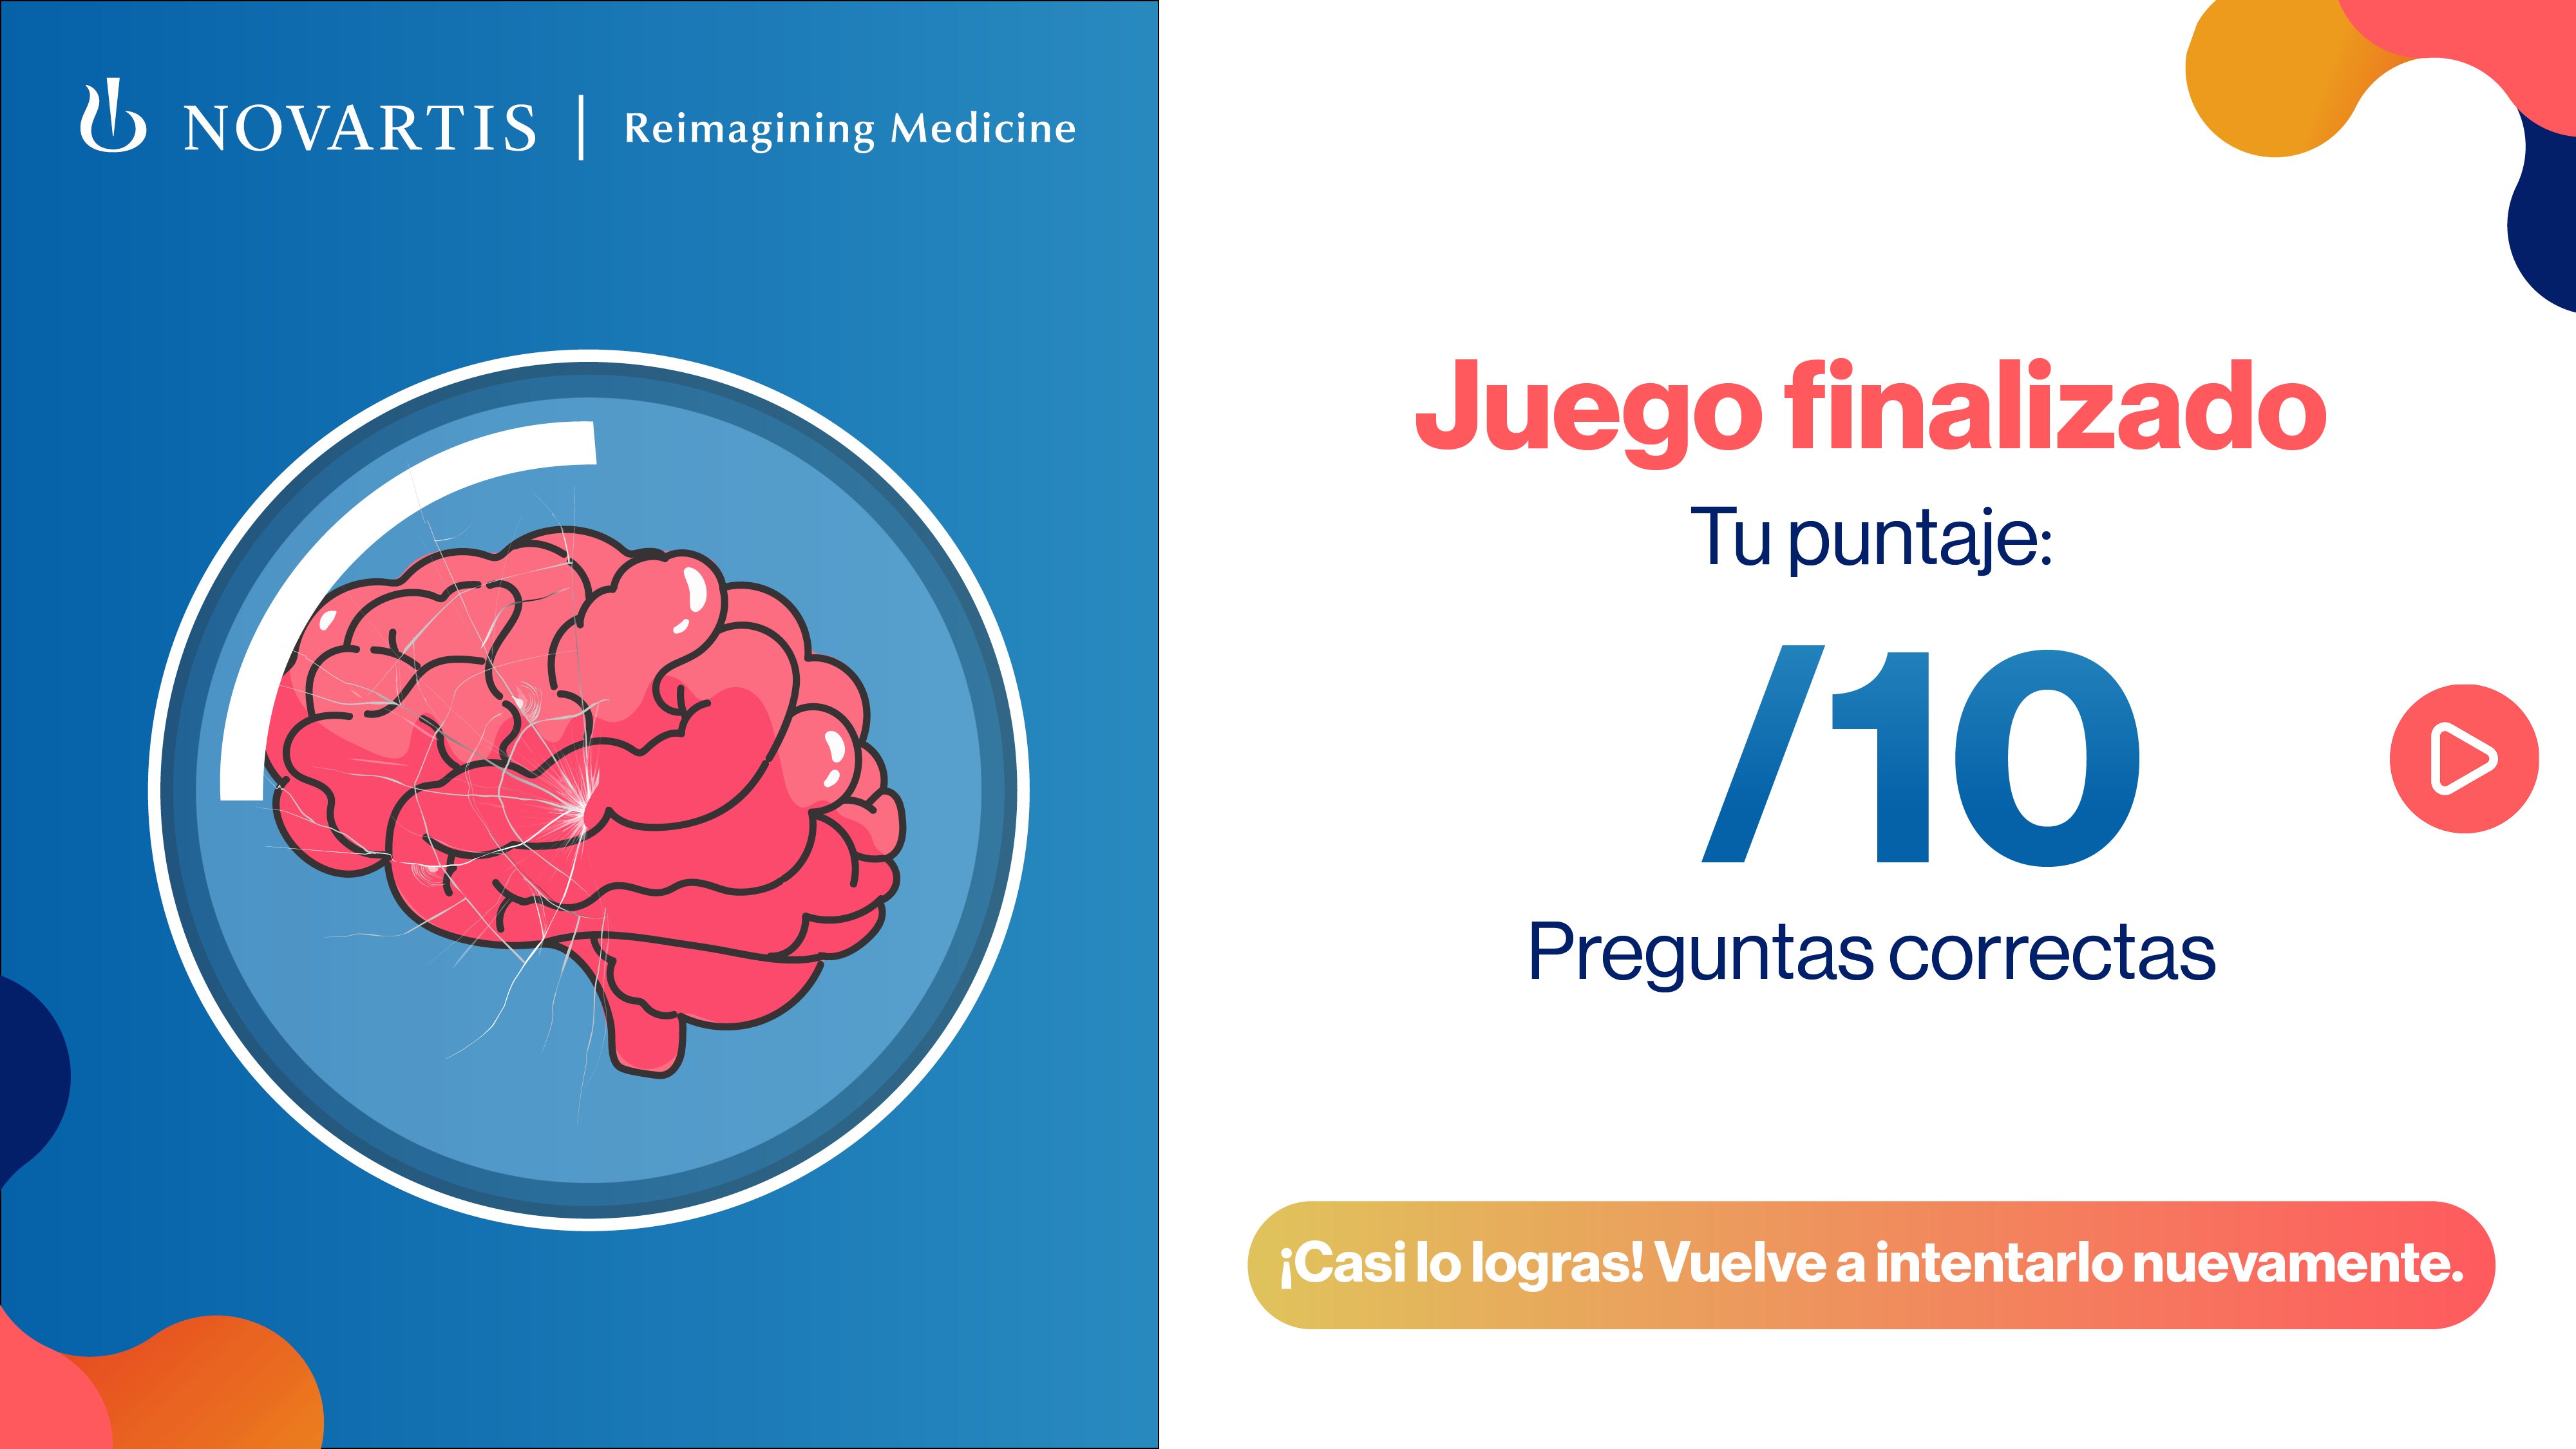 NOVARTIS | Reimagining Medicine
Juego finalizado
Tu puntaje:
/10
Preguntas correctas
¡Casi lo logras! Vuelve a intentarlo nuevamente.